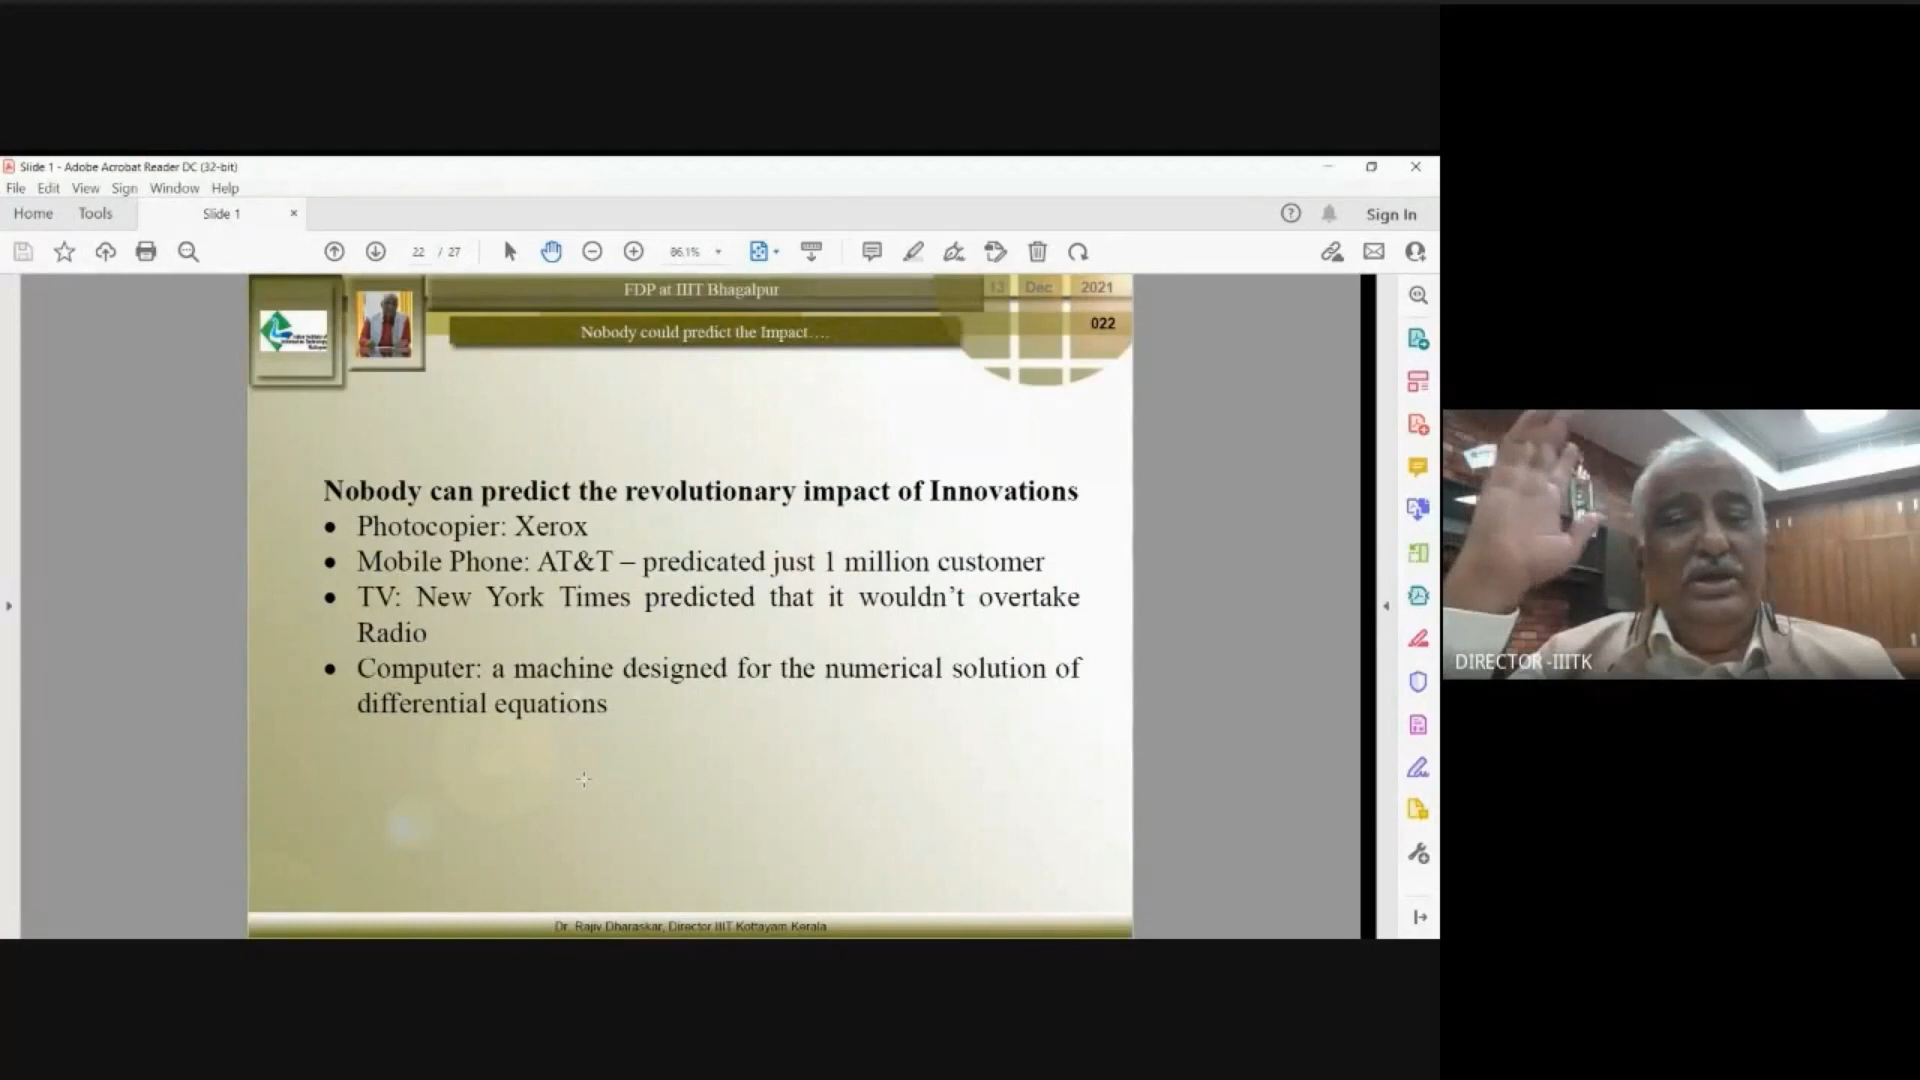 Slide 1 - Adobe Acrobat Reader DC (32-bit)
File Edit View Sign Window Help
Home Tools Slide 1 Sign In
22 / 27 86.1%
FDP at IIIT Bhagalpur 13 Dec 2021
Nobody could predict the Impact.... 022
Nobody can predict the revolutionary impact of Innovations
• Photocopier: Xerox
• Mobile Phone: AT&T – predicated just 1 million customer
• TV: New York Times predicted that it wouldn't overtake
Radio
• Computer: a machine designed for the numerical solution of
differential equations
Dr. Rajiv Dharaskar, Director IIIT Kottayam Kerala
DIRECTOR -IIITK